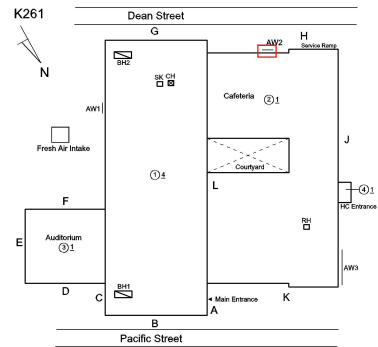 K261
Dean Street
N
G
H
AW2
Service Ramp
BH2
SK
CH
Cafeteria
2 1
AW1
Fresh Air Intake
J
Courtyard
1 4
L
4 1
HC Entrance
F
Auditorium
3 1
E
RH
AW3
D
C
BH1
Main Entrance
A
K
B
Pacific Street